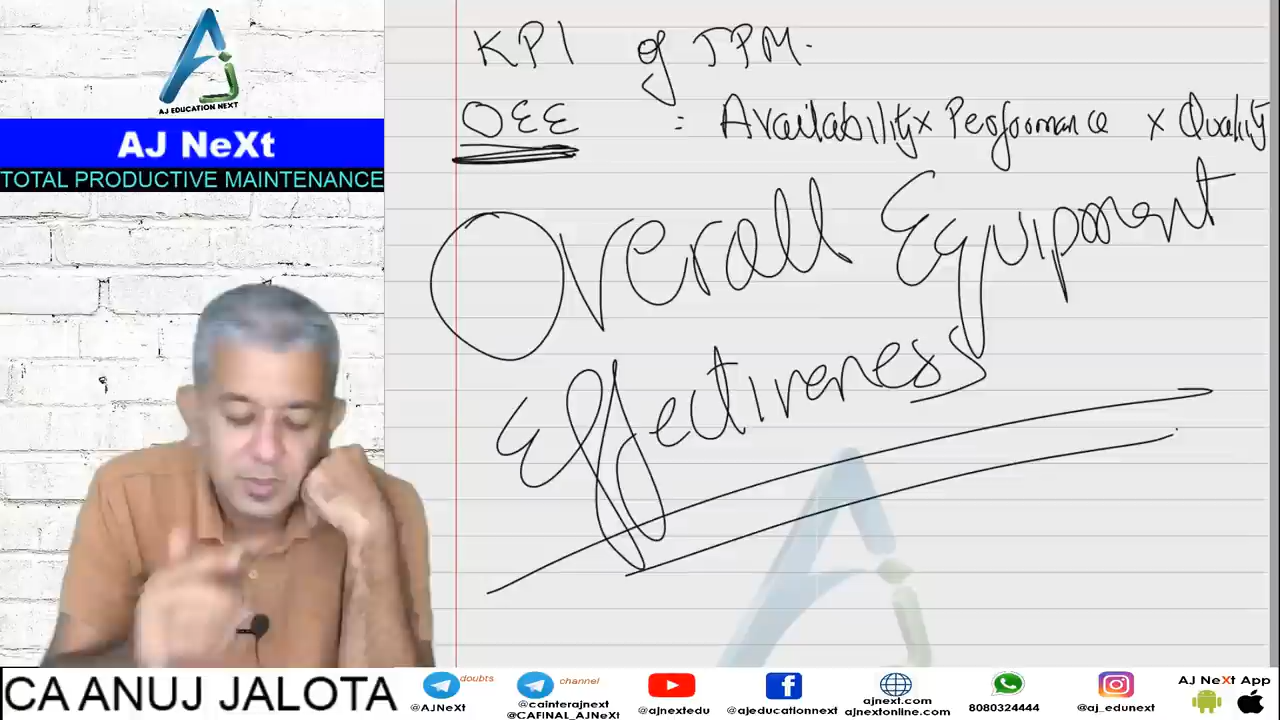 AJ EDUCATION NEXT
AJ NeXt
TOTAL PRODUCTIVE MAINTENANCE
KPI of TPM.
OEE : Availability x Performance x Quality
Overall Equipment
Effectiveness
CA ANUJ JALOTA
doubts
@AJNeXt
channel
@cainterajnext
@CAFINAL_AJNeXt
@ajnextedu
@ajeducationnext
ajnext.com
ajnextonline.com
8080324444
@aj_edunext
AJ NeXt App